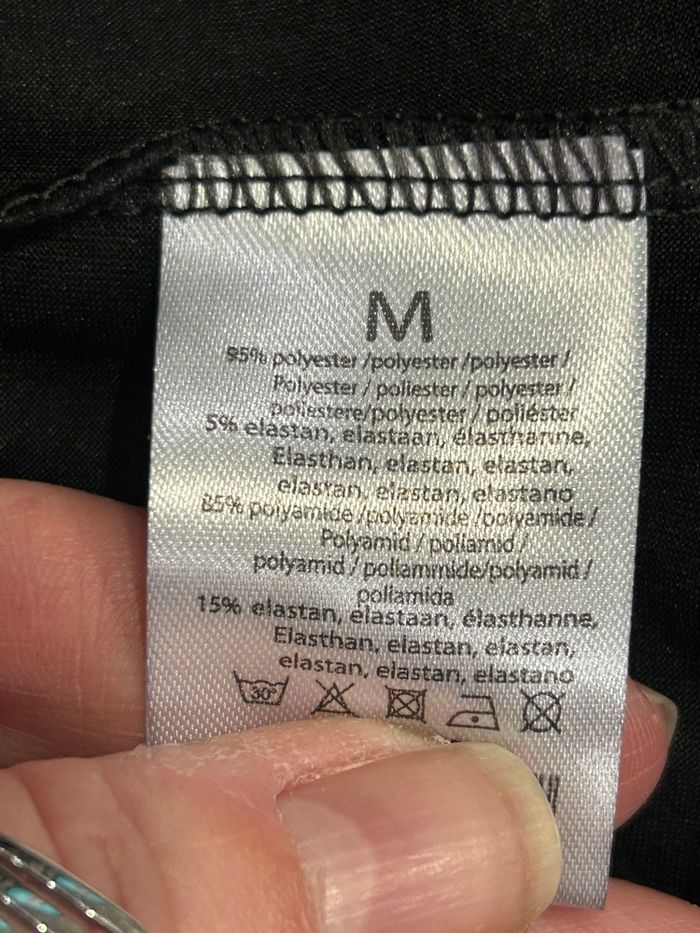 M
95% polyester /polyester /polyester /
Polyester / poliester / polyester /
poliestere/polyester / poliéster
5% elastan, elastaan, élasthanne,
Elasthan, elastan, elastan,
elastan, elastan, elastano
85% polyamide /polyamide /polyamide /
Polyamid / poliamid /
polyamid / poliammide/polyamid /
poliamida
15% elastan, elastaan, élasthanne,
Elasthan, elastan, elastan,
elastan, elastan, elastano
30°